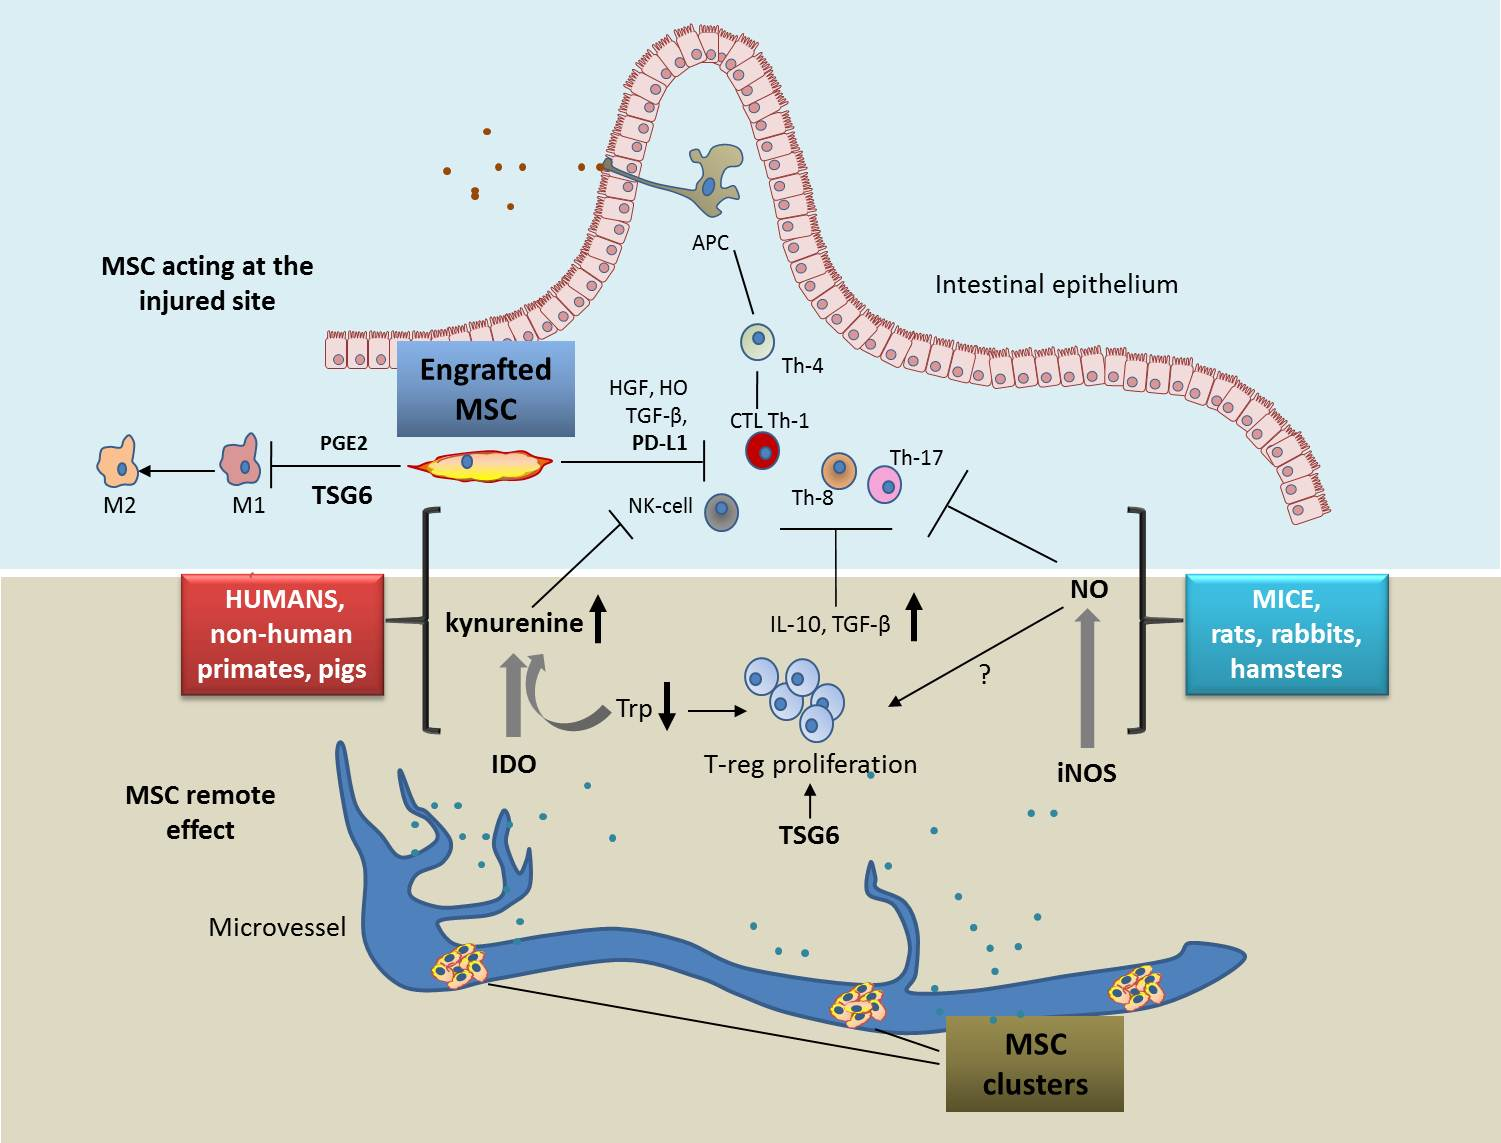 APC
MSC acting at the
injured site
Intestinal epithelium
Engrafted
MSC
Th-4
HGF, HO
TGF-β,
PD-L1
CTL Th-1
PGE2
TSG6
M2
M1
Th-17
Th-8
NK-cell
HUMANS,
non-human
primates, pigs
kynurenine
IL-10, TGF-β
NO
MICE,
rats, rabbits,
hamsters
?
Trp
IDO
T-reg proliferation
iNOS
MSC remote
effect
TSG6
Microvessel
MSC
clusters